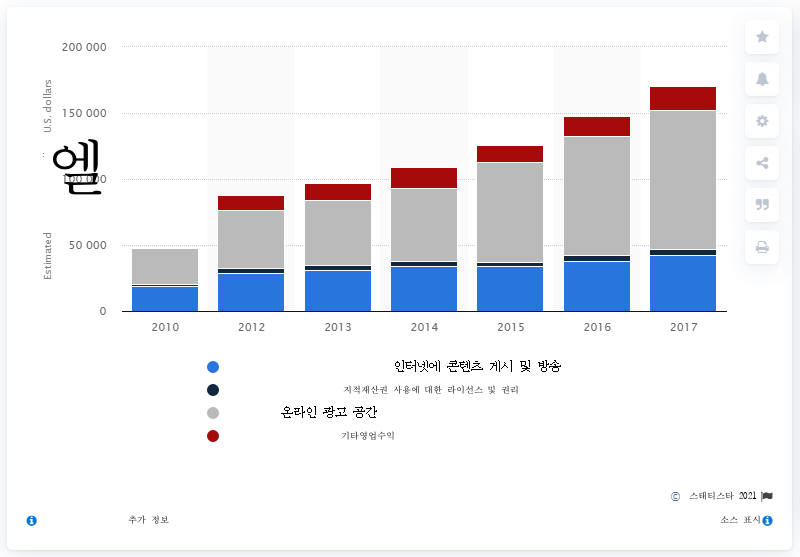 200 000
150 000
100 000
50 000
0
U.S. dollars
엘
Estimated
2010 2012 2013 2014 2015 2016 2017
인터넷에 콘텐츠 게시 및 방송
지적재산권 사용에 대한 라이선스 및 권리
온라인 광고 공간
기타영업수익
© 스태티스타 2021
추가 정보
소스 표시